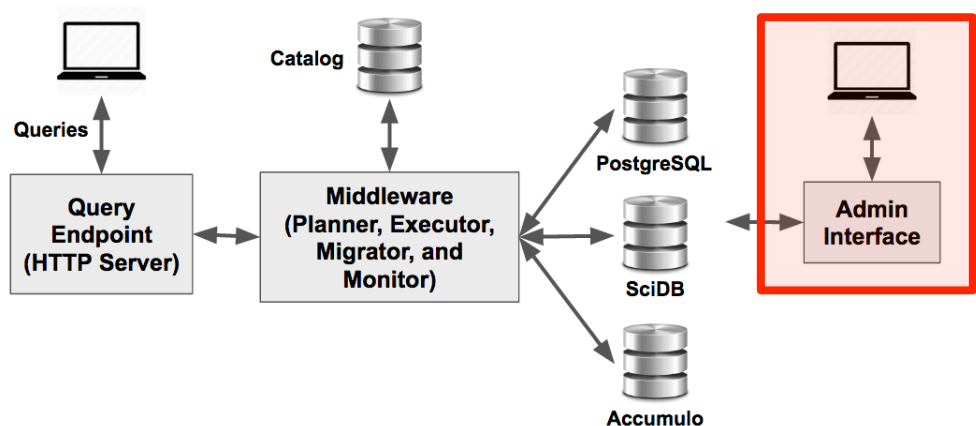 Catalog
Queries
PostgreSQL
Query
Endpoint
(HTTP Server)
Middleware
(Planner, Executor,
Migrator, and
Monitor)
Admin
Interface
SciDB
Accumulo